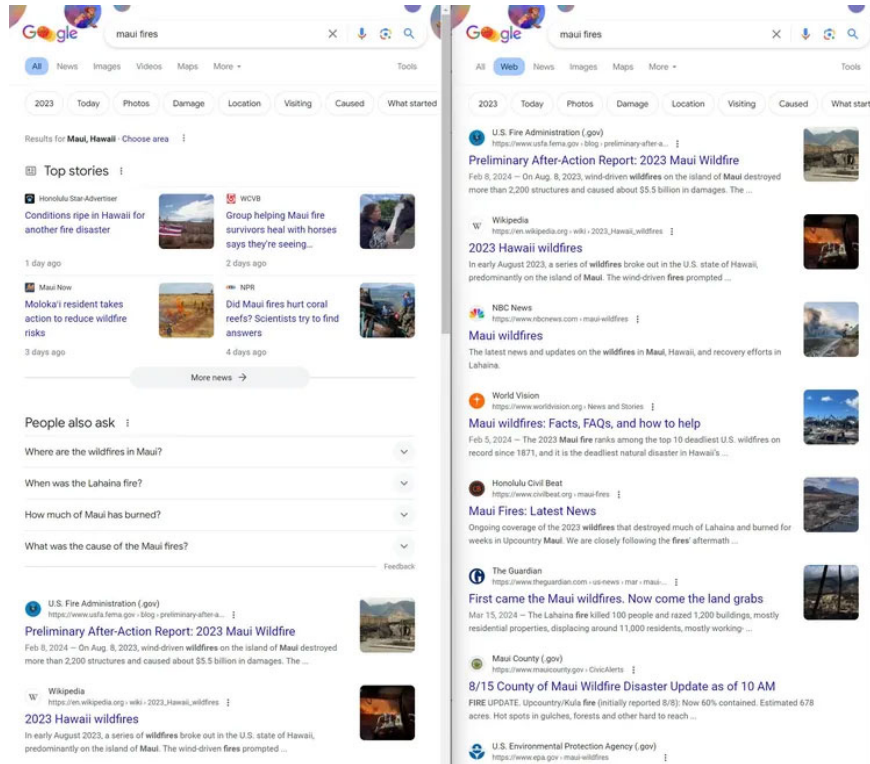 Google
maui fires
All News Images Videos Maps More Tools
2023 Today Photos Damage Location Visiting Caused What started
Results for Maui, Hawaii · Choose area
Top stories
Honolulu Star-Advertiser
Conditions ripe in Hawaii for
another fire disaster
1 day ago
WCVB
Group helping Maui fire
survivors heal with horses
says they're seeing...
2 days ago
Maui Now
Moloka'i resident takes
action to reduce wildfire
risks
3 days ago
NPR
Did Maui fires hurt coral
reefs? Scientists try to find
answers
4 days ago
More news →
People also ask
Where are the wildfires in Maui?
When was the Lahaina fire?
How much of Maui has burned?
What was the cause of the Maui fires?
Feedback
U.S. Fire Administration (.gov)
https://www.usfa.fema.gov › blog › preliminary-after-a...
Preliminary After-Action Report: 2023 Maui Wildfire
Feb 8, 2024 — On Aug. 8, 2023, wind-driven wildfires on the island of Maui destroyed
more than 2,200 structures and caused about $5.5 billion in damages. The ...
W Wikipedia
https://en.wikipedia.org › wiki › 2023_Hawaii_wildfires
2023 Hawaii wildfires
In early August 2023, a series of wildfires broke out in the U.S. state of Hawaii,
predominantly on the island of Maui. The wind-driven fires prompted ...
Google
maui fires
All Web News Images Maps More Tools
2023 Today Photos Damage Location Visiting Caused What start
U.S. Fire Administration (.gov)
https://www.usfa.fema.gov › blog › preliminary-after-a...
Preliminary After-Action Report: 2023 Maui Wildfire
Feb 8, 2024 — On Aug. 8, 2023, wind-driven wildfires on the island of Maui destroyed
more than 2,200 structures and caused about $5.5 billion in damages. The ...
W Wikipedia
https://en.wikipedia.org › wiki › 2023_Hawaii_wildfires
2023 Hawaii wildfires
In early August 2023, a series of wildfires broke out in the U.S. state of Hawaii,
predominantly on the island of Maui. The wind-driven fires prompted ...
NBC News
https://www.nbcnews.com › maui-wildfires
Maui wildfires
The latest news and updates on the wildfires in Maui, Hawaii, and recovery efforts in
Lahaina.
World Vision
https://www.worldvision.org › News and Stories
Maui wildfires: Facts, FAQs, and how to help
Feb 5, 2024 — The 2023 Maui fire ranks among the top 10 deadliest U.S. wildfires on
record since 1871, and it is the deadliest natural disaster in Hawaii's ...
CB Honolulu Civil Beat
https://www.civilbeat.org › maui-fires
Maui Fires: Latest News
Ongoing coverage of the 2023 wildfires that destroyed much of Lahaina and burned for
weeks in Upcountry Maui. We are closely following the fires' aftermath ...
G The Guardian
https://www.theguardian.com › us-news › mar › maui-...
First came the Maui wildfires. Now come the land grabs
Mar 15, 2024 — The Lahaina fire killed 100 people and razed 1,200 buildings, mostly
residential properties, displacing around 11,000 residents, mostly working- ...
Maui County (.gov)
https://www.mauicounty.gov › CivicAlerts
8/15 County of Maui Wildfire Disaster Update as of 10 AM
FIRE UPDATE. Upcountry/Kula fire (initially reported 8/8): Now 60% contained. Estimated 678
acres. Hot spots in gulches, forests and other hard to reach ...
U.S. Environmental Protection Agency (.gov)
https://www.epa.gov › maui-wildfires